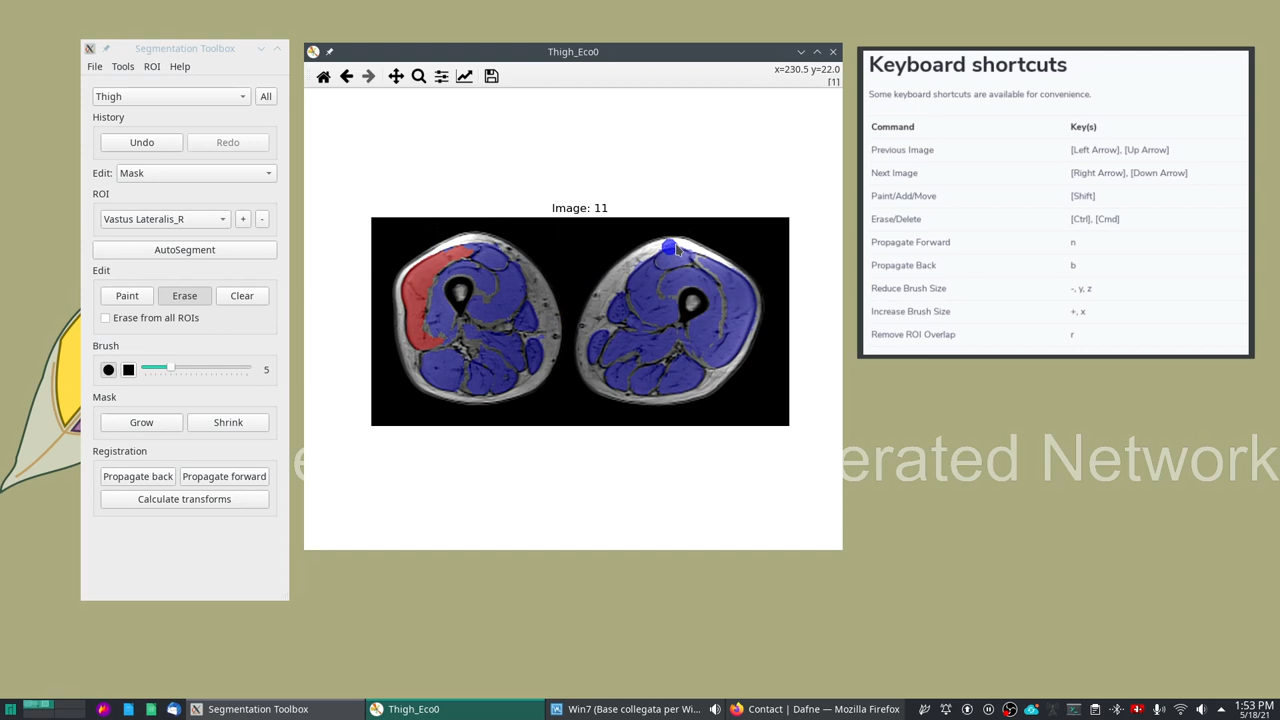 Segmentation Toolbox
File Tools ROI Help
Thigh All
History
Undo Redo
Edit: Mask
ROI
Vastus Lateralis_R + -
AutoSegment
Edit
Paint Erase Clear
Erase from all ROIs
Brush
5
Mask
Grow Shrink
Registration
Propagate back Propagate forward
Calculate transforms
Thigh_Eco0
x=230.5 y=22.0
[1]
Image: 11
Keyboard shortcuts
Some keyboard shortcuts are available for convenience.
Command Key(s)
Previous Image [Left Arrow], [Up Arrow]
Next Image [Right Arrow], [Down Arrow]
Paint/Add/Move [Shift]
Erase/Delete [Ctrl], [Cmd]
Propagate Forward n
Propagate Back b
Reduce Brush Size -, y, z
Increase Brush Size +, x
Remove ROI Overlap r
erated Network
Segmentation Toolbox Thigh_Eco0 Win7 (Base collegata per Wi... Contact | Dafne — Mozilla Firefox 1:53 PM
5/18/21